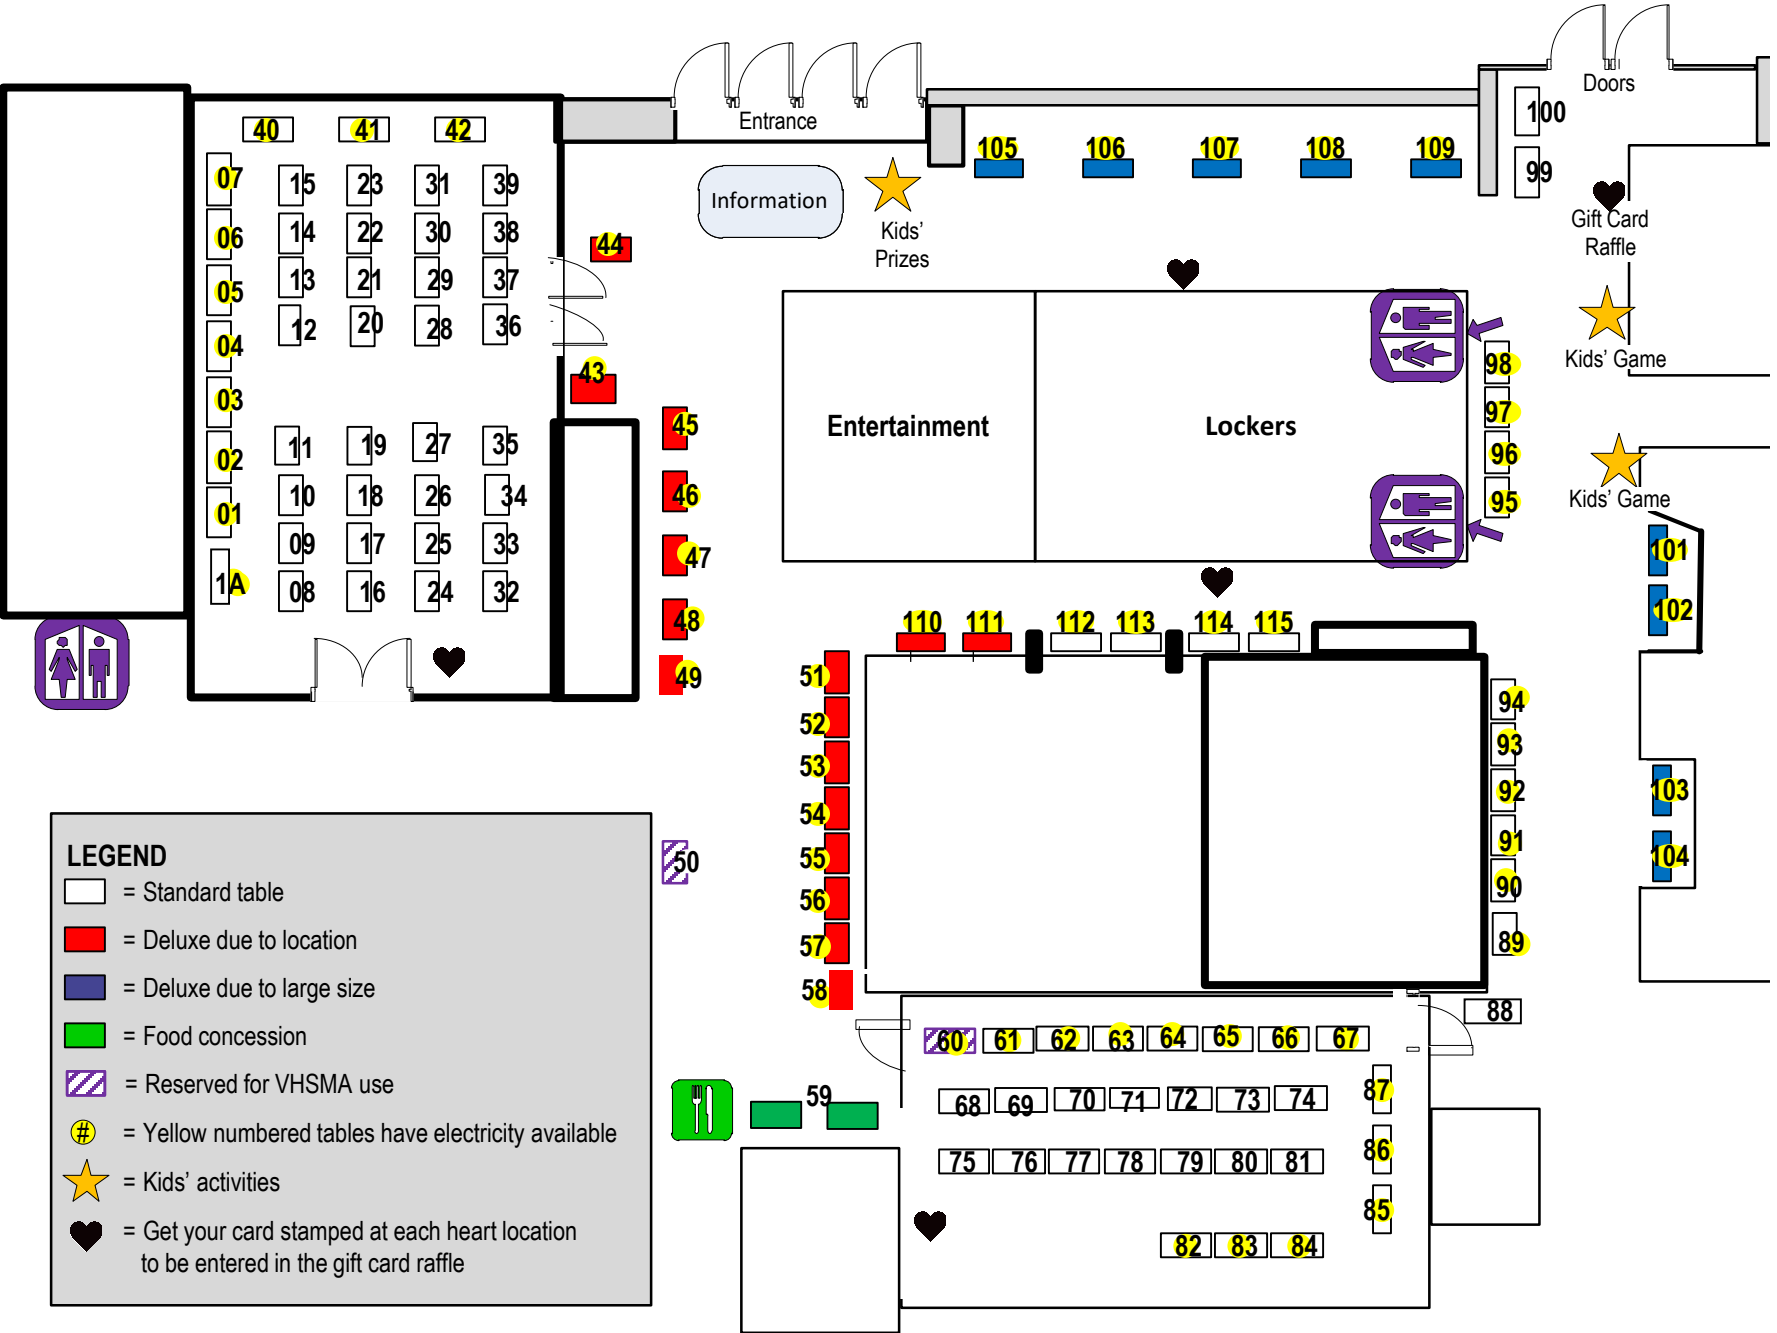 Doors
100
Entrance
40 41 42
105 106 107 108 109
99
07 15 23 31 39
Information
Gift Card
Raffle
06 14 22 30 38
44
Kids'
Prizes
05 13 21 29 37
04 12 20 28 36
Kids' Game
43
98
03
97
45
Entertainment
Lockers
02 11 19 27 35
96
46
Kids' Game
95
01 10 18 26 34
47
09 17 25 33
101
1A 08 16 24 32
102
48
110 111 112 113 114 115
49
51
94
52
93
53
92
103
54
91
104
55
50
90
56
57
89
58
88
60 61 62 63 64 65 66 67
59
87
68 69 70 71 72 73 74
86
75 76 77 78 79 80 81
85
82 83 84
LEGEND
= Standard table
= Deluxe due to location
= Deluxe due to large size
= Food concession
= Reserved for VHSMA use
# = Yellow numbered tables have electricity available
= Kids' activities
= Get your card stamped at each heart location
to be entered in the gift card raffle